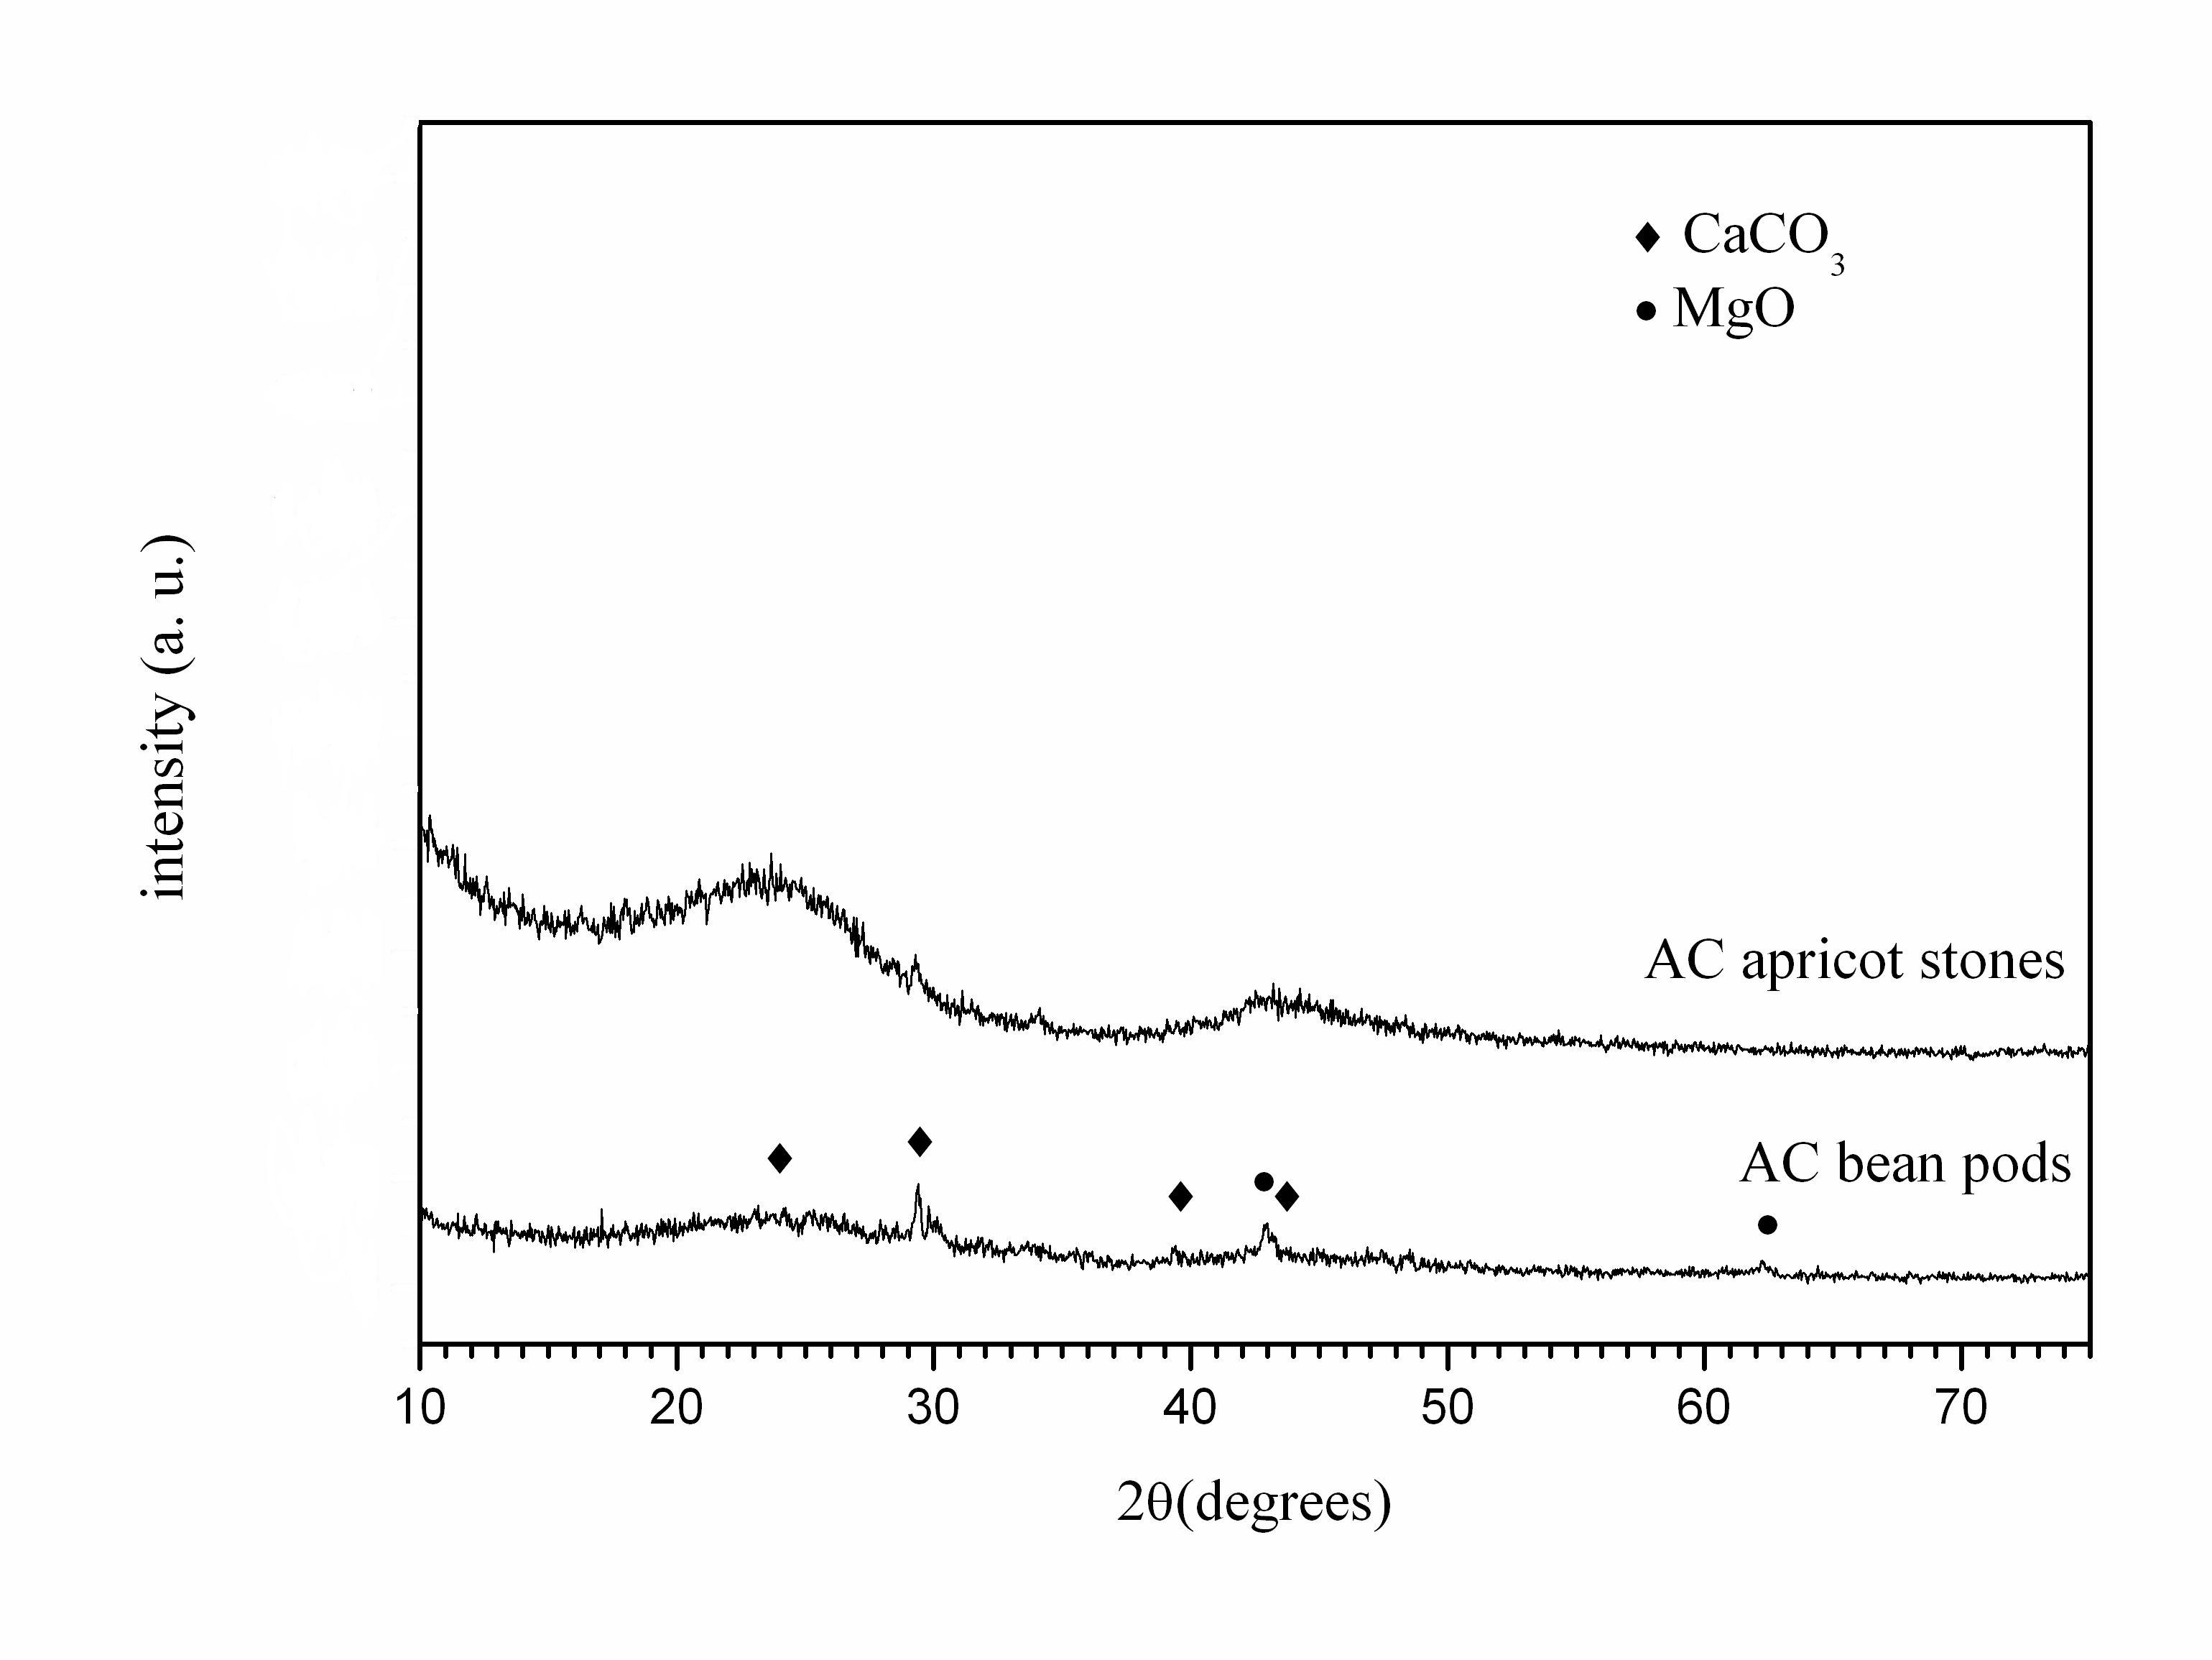 ◆ CaCO₃
● MgO
intensity (a. u.)
AC apricot stones
AC bean pods
10 20 30 40 50 60 70
2θ(degrees)